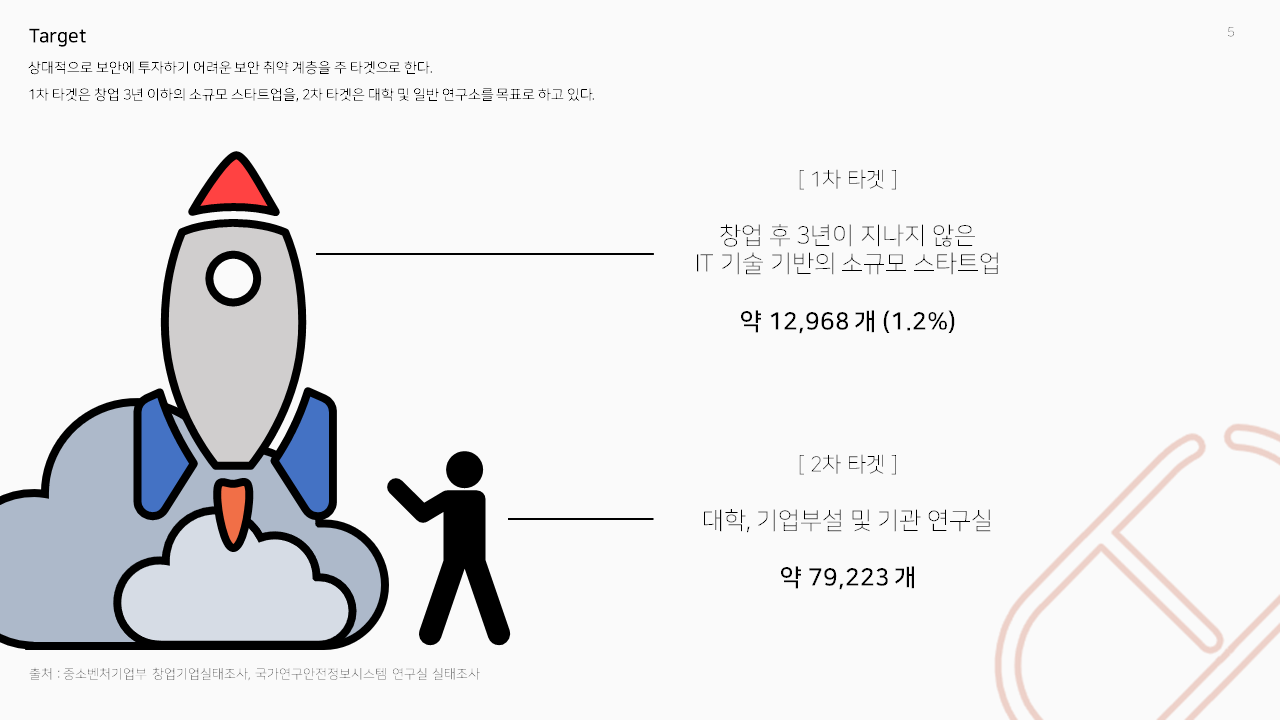 Target
5
상대적으로 보안에 투자하기 어려운 보안 취약 계층을 주 타겟으로 한다.
1차 타겟은 창업 3년 이하의 소규모 스타트업을, 2차 타겟은 대학 및 일반 연구소를 목표로 하고 있다.
[ 1차 타겟 ]
창업 후 3년이 지나지 않은
IT 기술 기반의 소규모 스타트업
약 12,968 개 (1.2%)
[ 2차 타겟 ]
대학, 기업부설 및 기관 연구실
약 79,223 개
출처 : 중소벤처기업부 창업기업실태조사, 국가연구안전정보시스템 연구실 실태조사